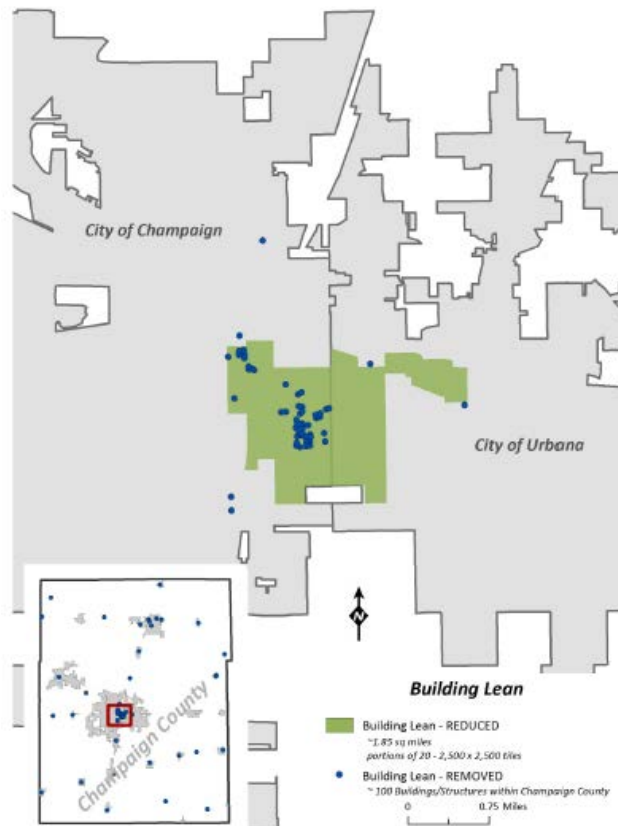 City of Champaign
City of Urbana
N
Champaign County
Building Lean
Building Lean - REDUCED
~1.85 sq miles
portions of 20 - 2,500 x 2,500 tiles
Building Lean - REMOVED
~ 100 Buildings/Structures within Champaign County
0 0.75 Miles